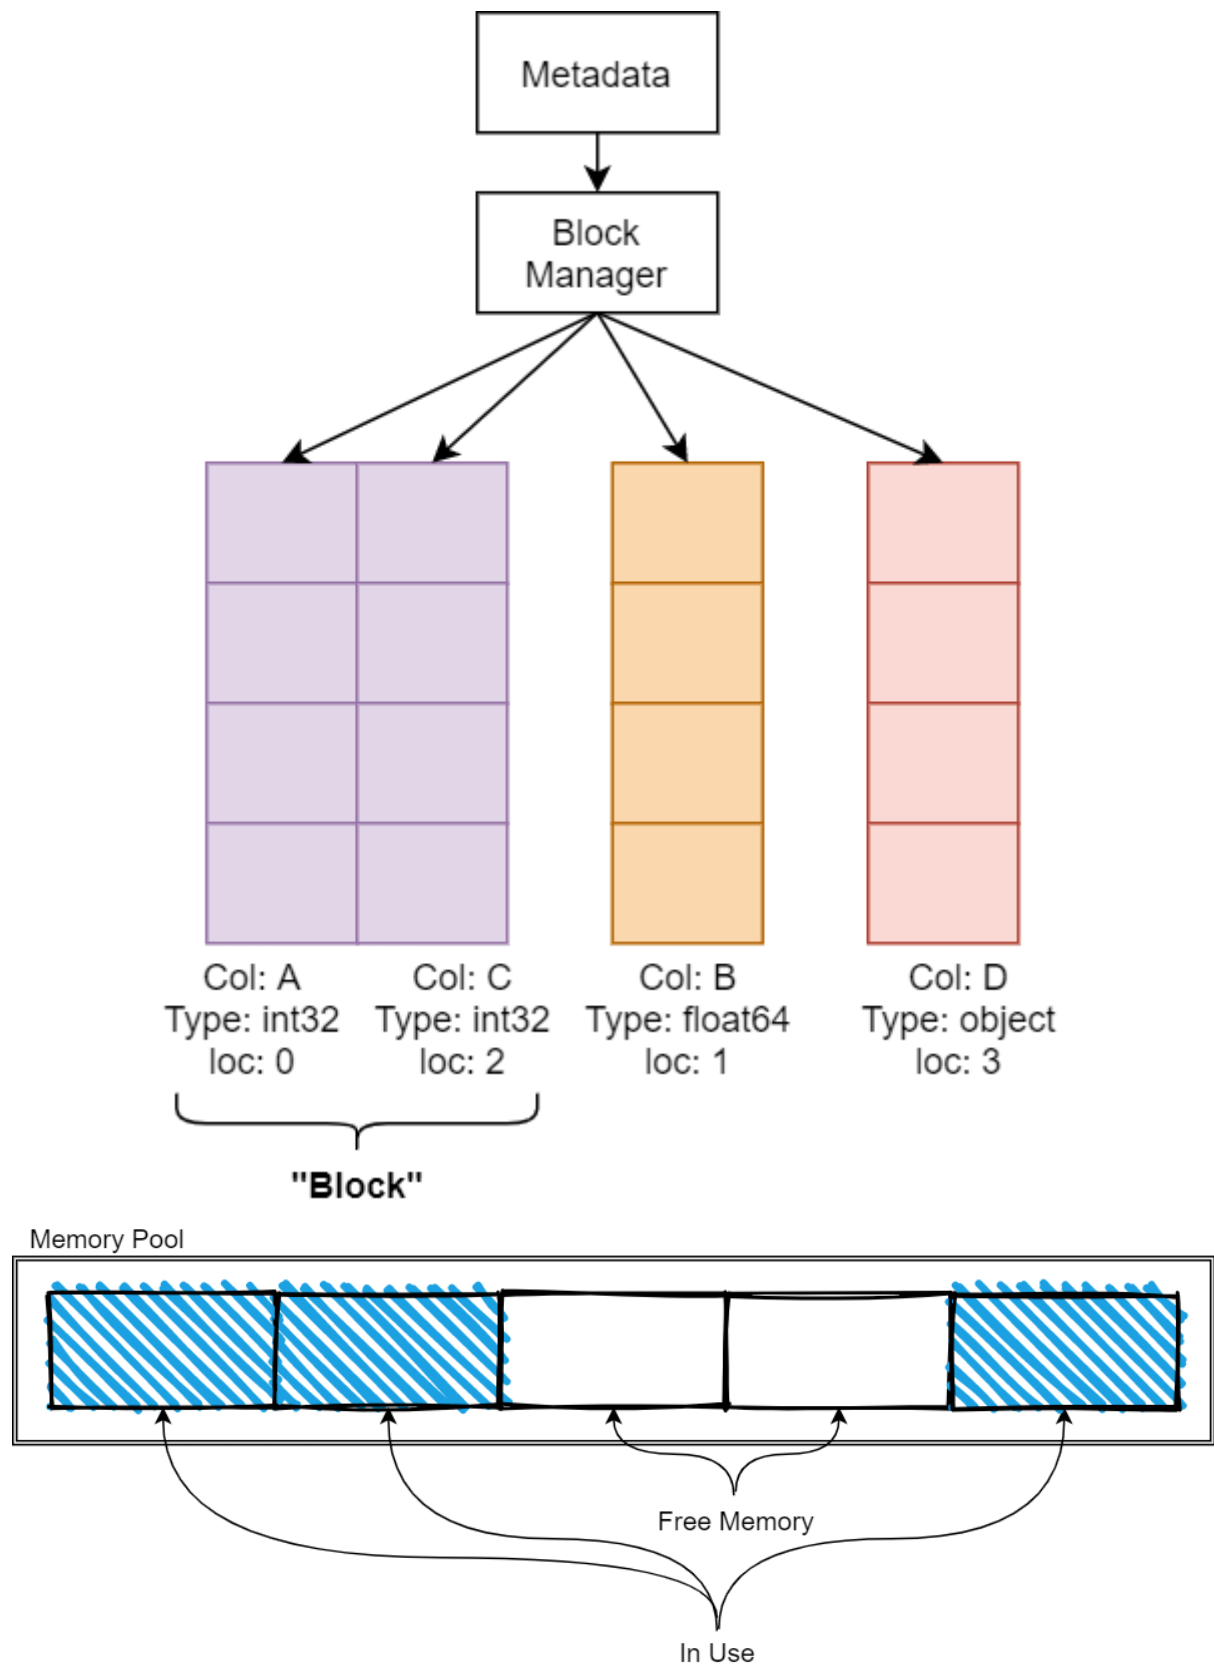 Metadata
Block
Manager
Col: A
Type: int32
loc: 0
Col: C
Type: int32
loc: 2
Col: B
Type: float64
loc: 1
Col: D
Type: object
loc: 3
"Block"
Memory Pool
Free Memory
In Use